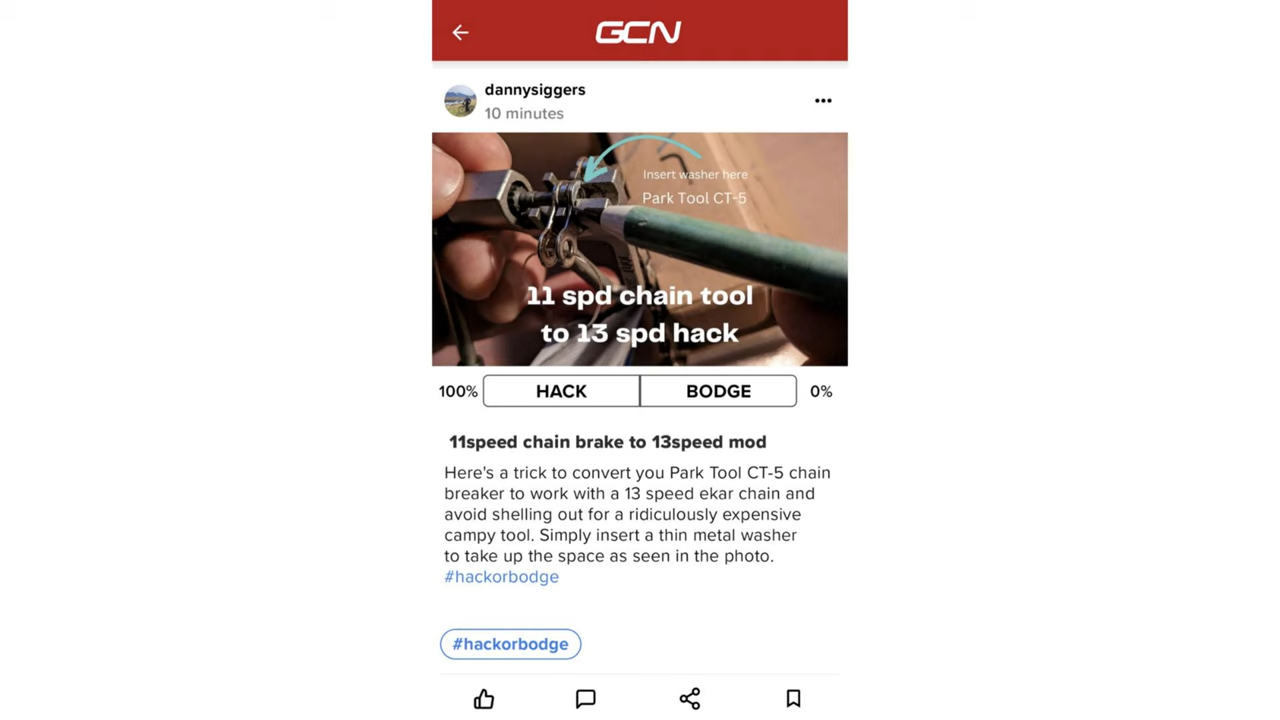 GCN
dannysiggers
10 minutes
Insert washer here
Park Tool CT-5
11 spd chain tool
to 13 spd hack
100% HACK BODGE 0%
11speed chain brake to 13speed mod
Here's a trick to convert you Park Tool CT-5 chain
breaker to work with a 13 speed ekar chain and
avoid shelling out for a ridiculously expensive
campy tool. Simply insert a thin metal washer
to take up the space as seen in the photo.
#hackorbodge
#hackorbodge